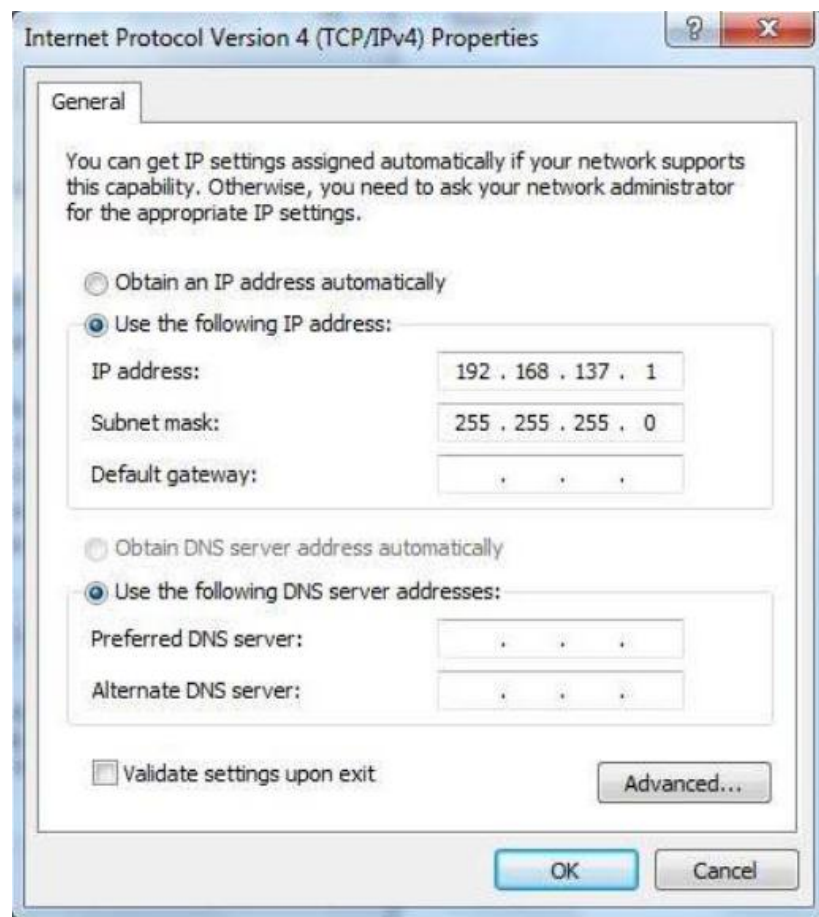 Internet Protocol Version 4 (TCP/IPv4) Properties
?
X
General
You can get IP settings assigned automatically if your network supports
this capability. Otherwise, you need to ask your network administrator
for the appropriate IP settings.
Obtain an IP address automatically
Use the following IP address:
IP address: 192 . 168 . 137 . 1
Subnet mask: 255 . 255 . 255 . 0
Default gateway: . . .
Obtain DNS server address automatically
Use the following DNS server addresses:
Preferred DNS server: . . .
Alternate DNS server: . . .
Validate settings upon exit
Advanced...
OK Cancel